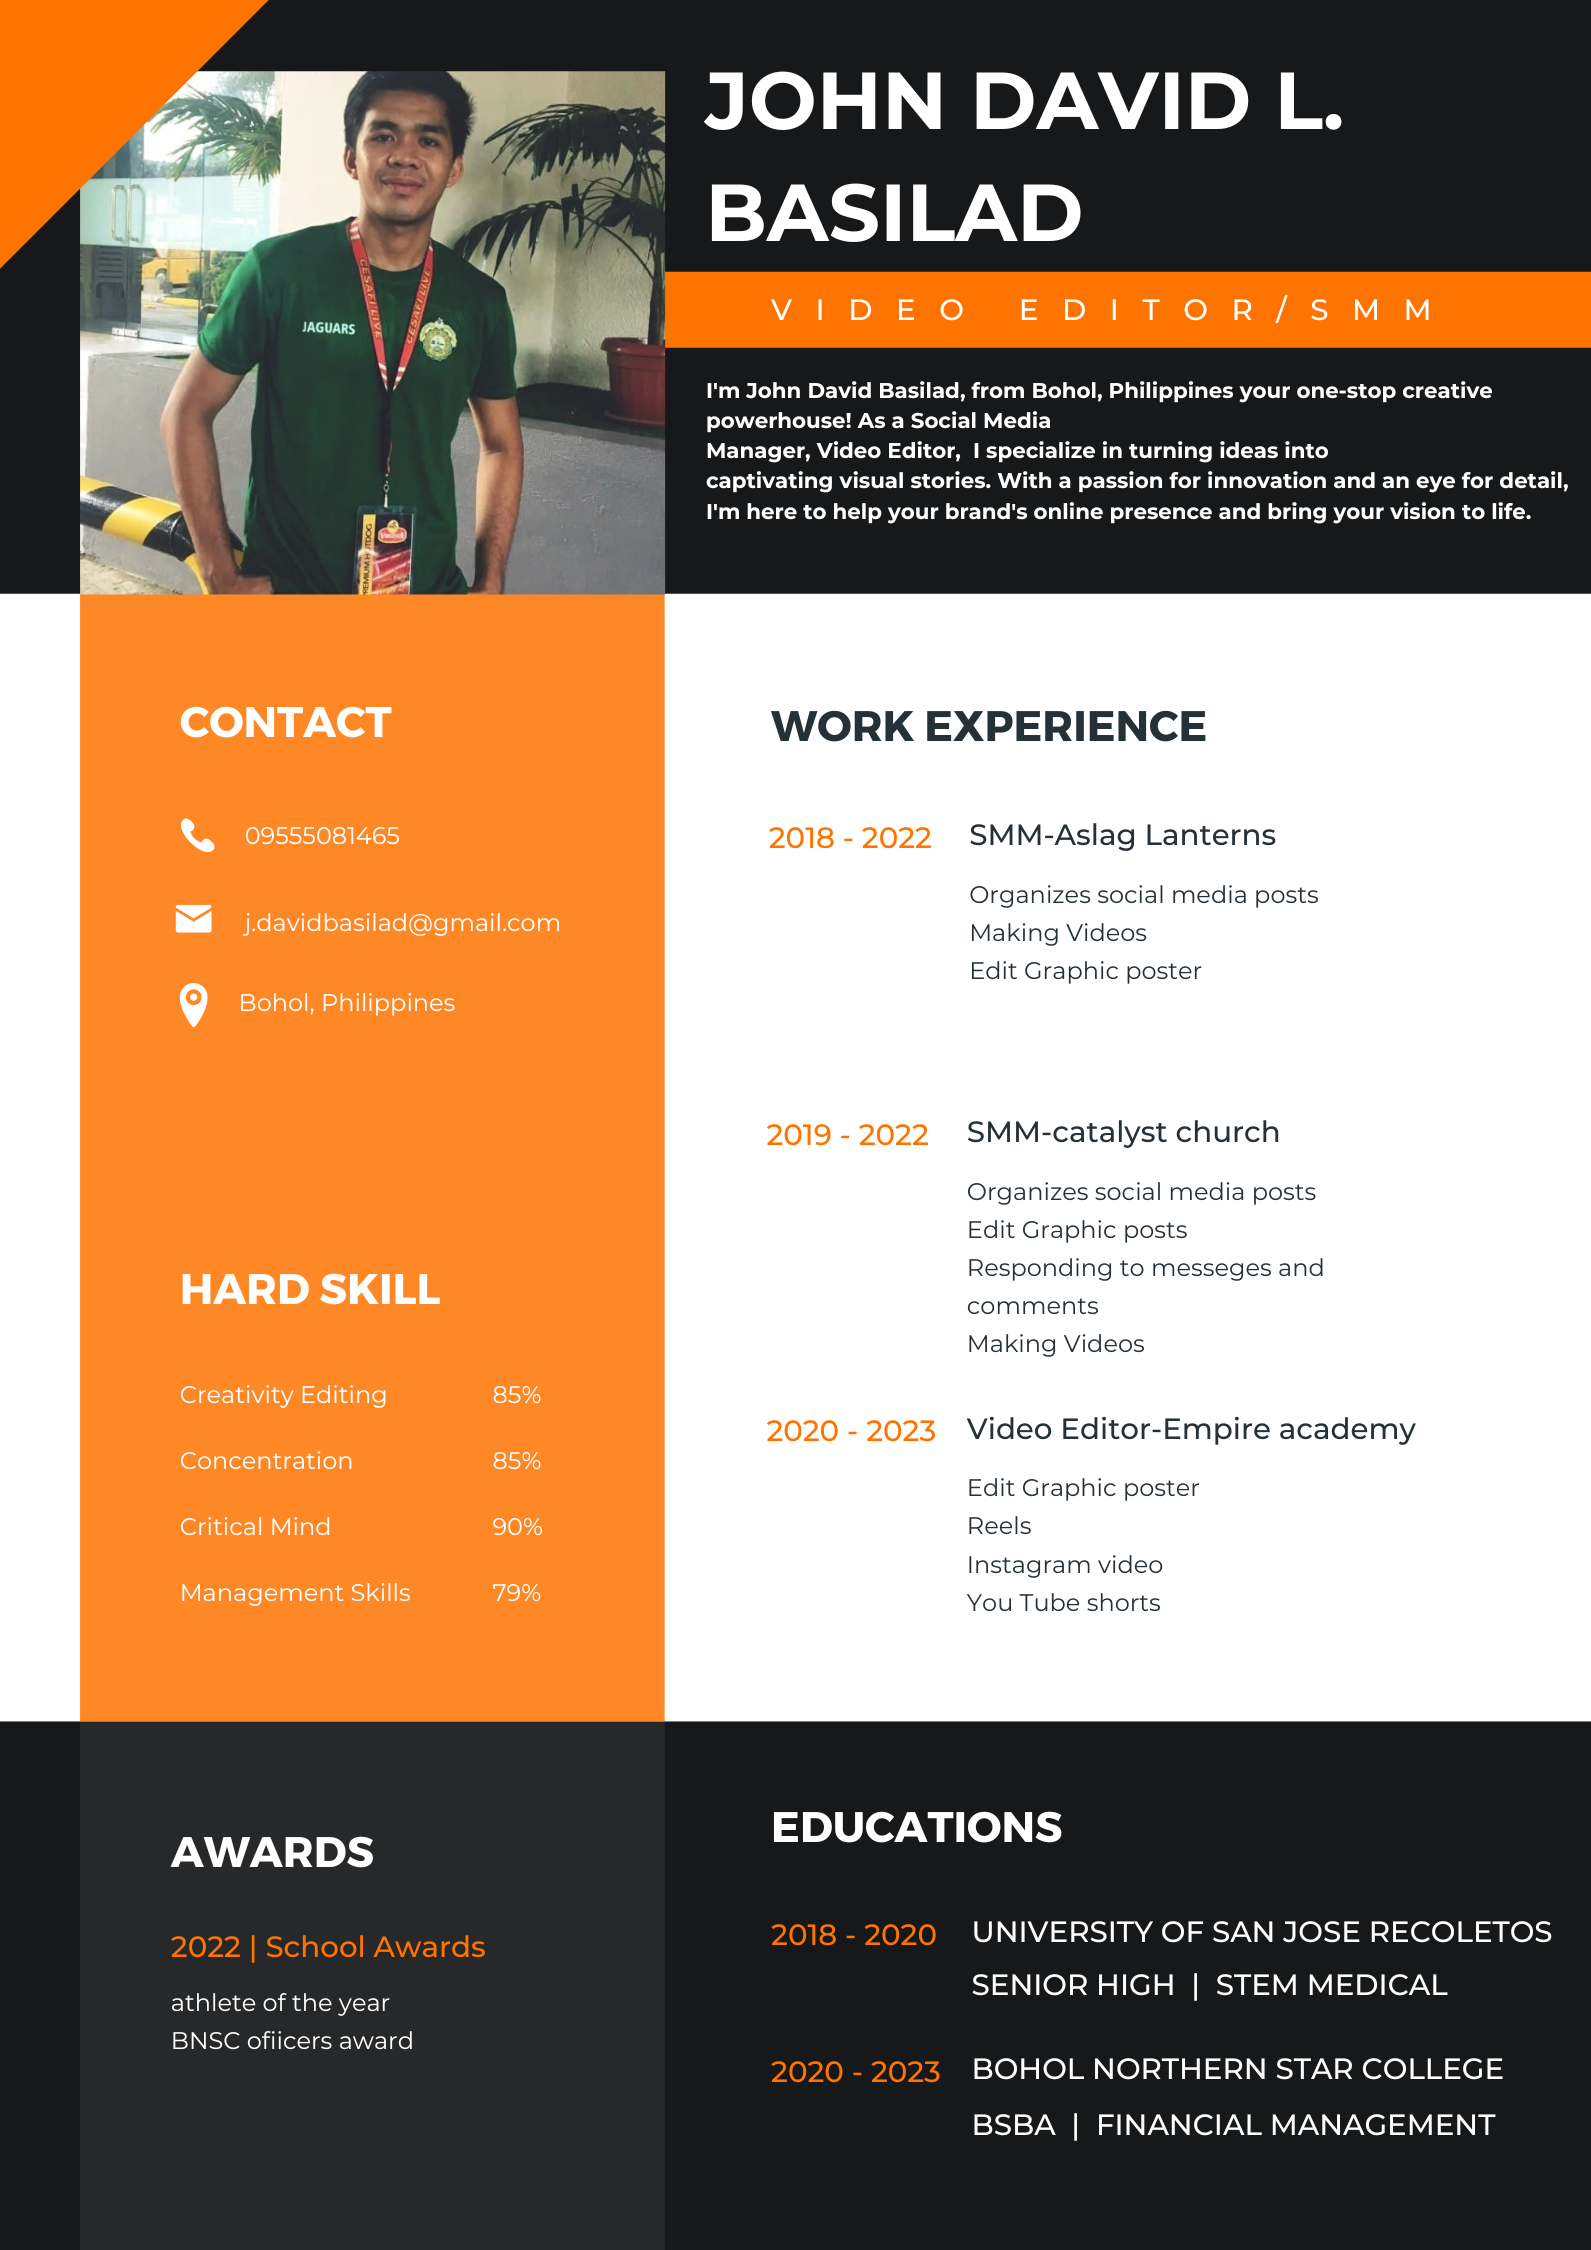 JOHN DAVID L.
BASILAD
VIDEO EDITOR/SMM
I'm John David Basilad, from Bohol, Philippines your one-stop creative
powerhouse! As a Social Media
Manager, Video Editor,  I specialize in turning ideas into
captivating visual stories. With a passion for innovation and an eye for detail,
I'm here to help your brand's online presence and bring your vision to life.
JAGUARS
CESAFI LIVE
CESAFI LIVE
PREMIUM HOTDOG
CONTACT
09555081465
j.davidbasilad@gmail.com
Bohol, Philippines
HARD SKILL
Creativity Editing 85%
Concentration 85%
Critical Mind 90%
Management Skills 79%
WORK EXPERIENCE
2018 - 2022 SMM-Aslag Lanterns
Organizes social media posts
Making Videos
Edit Graphic poster
2019 - 2022 SMM-catalyst church
Organizes social media posts
Edit Graphic posts
Responding to messeges and
comments
Making Videos
2020 - 2023 Video Editor-Empire academy
Edit Graphic poster
Reels
Instagram video
You Tube shorts
AWARDS
2022 | School Awards
athlete of the year
BNSC ofiicers award
EDUCATIONS
2018 - 2020 UNIVERSITY OF SAN JOSE RECOLETOS
SENIOR HIGH | STEM MEDICAL
2020 - 2023 BOHOL NORTHERN STAR COLLEGE
BSBA | FINANCIAL MANAGEMENT